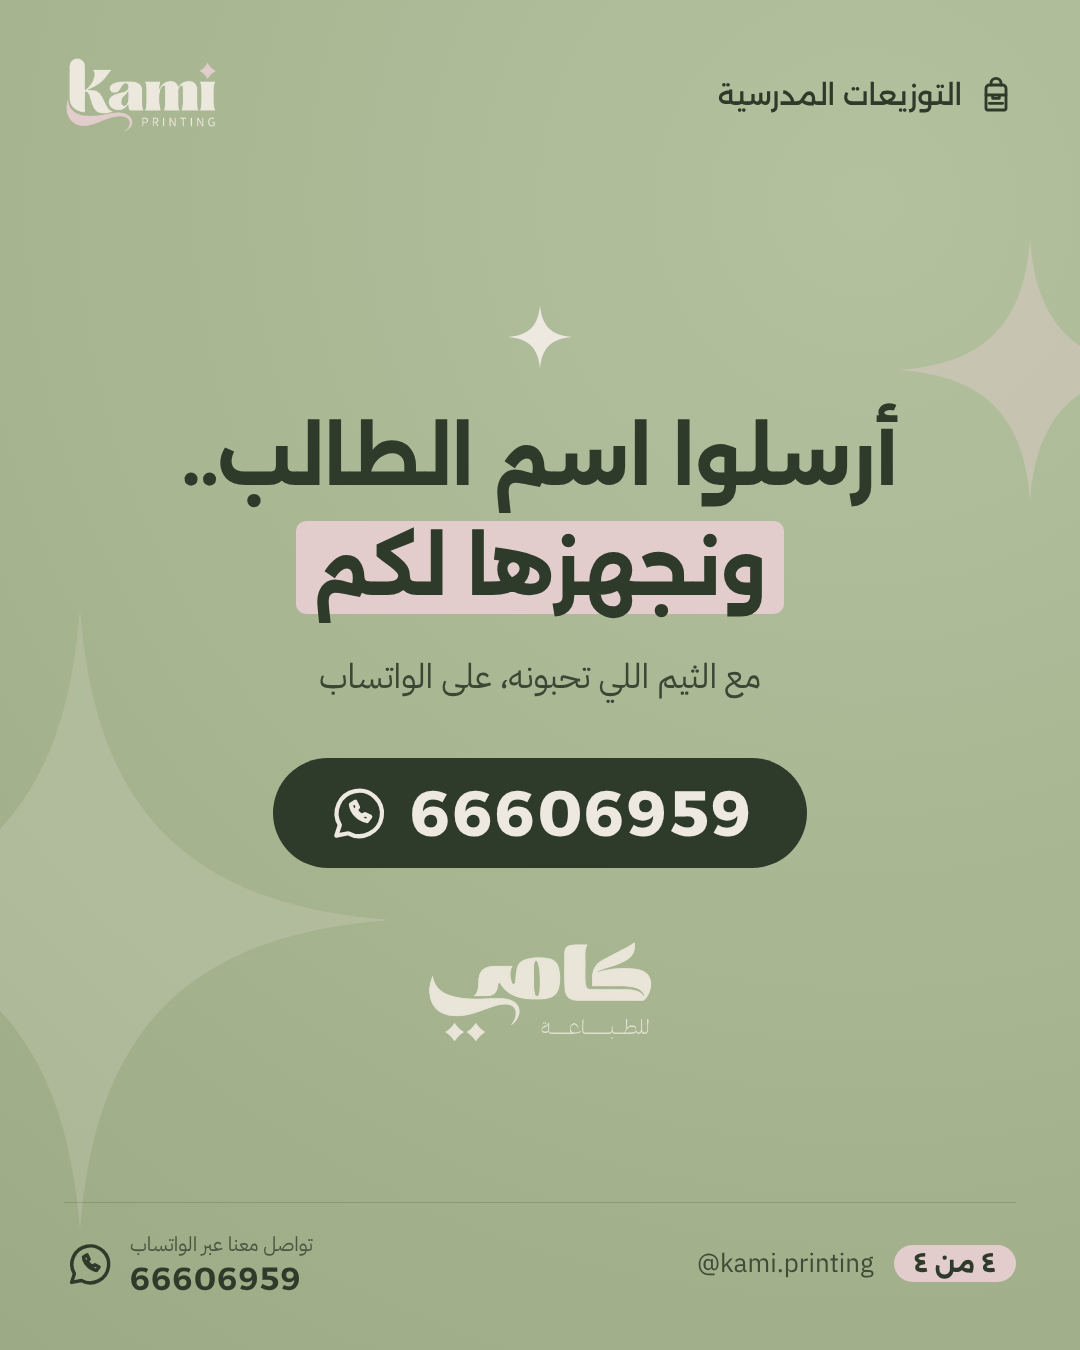 التوزيعات المدرسية
Kami
PRINTING
أرسلوا اسم الطالب..
ونجهزها لكم
مع الثيم اللي تحبونه، على الواتساب
66606959
كامي
للطبـاعـة
٤ من ٤
@kami.printing
تواصل معنا عبر الواتساب
66606959